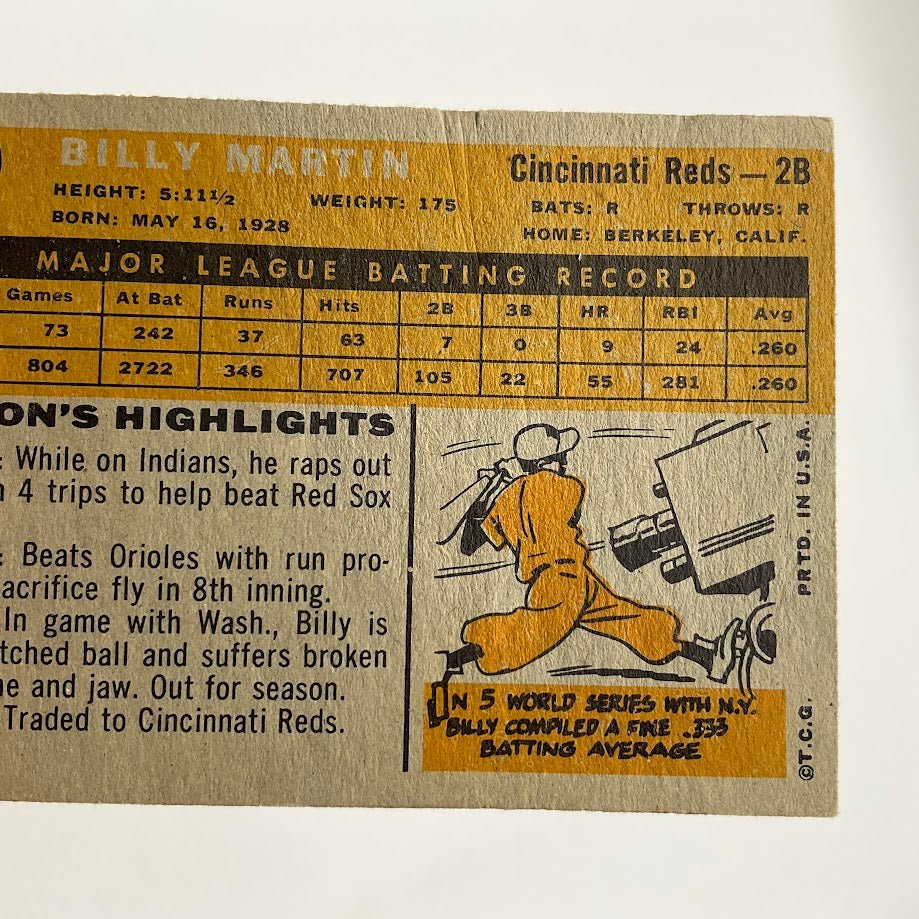 BILLY MARTIN
Cincinnati Reds — 2B
HEIGHT: 5:11½ WEIGHT: 175 BATS: R THROWS: R
BORN: MAY 16, 1928 HOME: BERKELEY, CALIF.
MAJOR LEAGUE BATTING RECORD
Games At Bat Runs Hits 2B 3B HR RBI Avg
73 242 37 63 7 0 9 24 .260
804 2722 346 707 105 22 55 281 .260
ON'S HIGHLIGHTS
: While on Indians, he raps out
4 trips to help beat Red Sox
: Beats Orioles with run pro-
acrifice fly in 8th inning.
In game with Wash., Billy is
tched ball and suffers broken
e and jaw. Out for season.
Traded to Cincinnati Reds.
IN 5 WORLD SERIES WITH N.Y.
BILLY COMPILED A FINE .333
BATTING AVERAGE
PRTD. IN U.S.A.
©T.C.G.